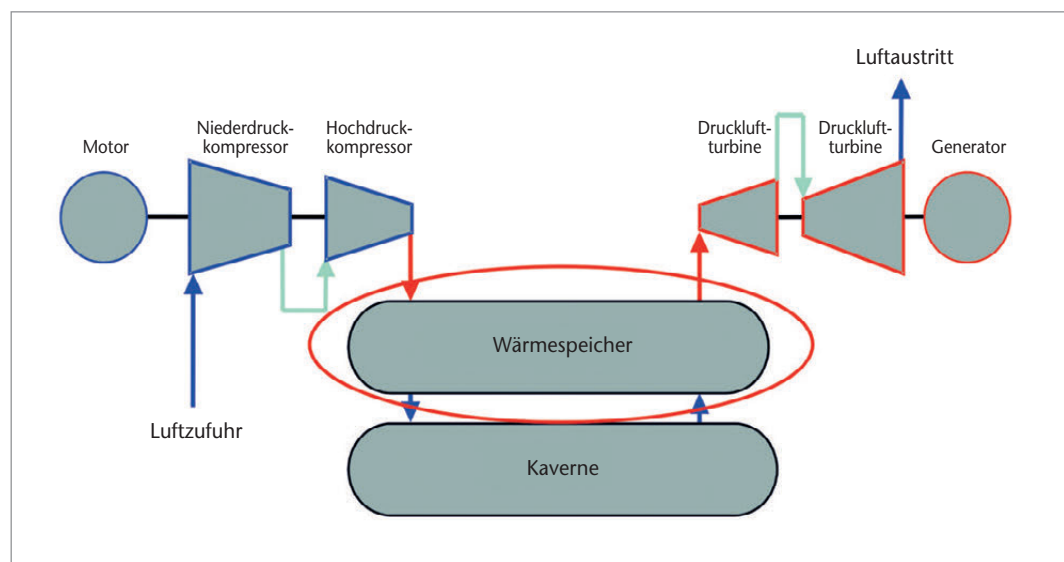 Luftaustritt
Motor
Niederdruck-
kompressor
Hochdruck-
kompressor
Druckluft-
turbine
Druckluft-
turbine
Generator
Wärmespeicher
Luftzufuhr
Kaverne